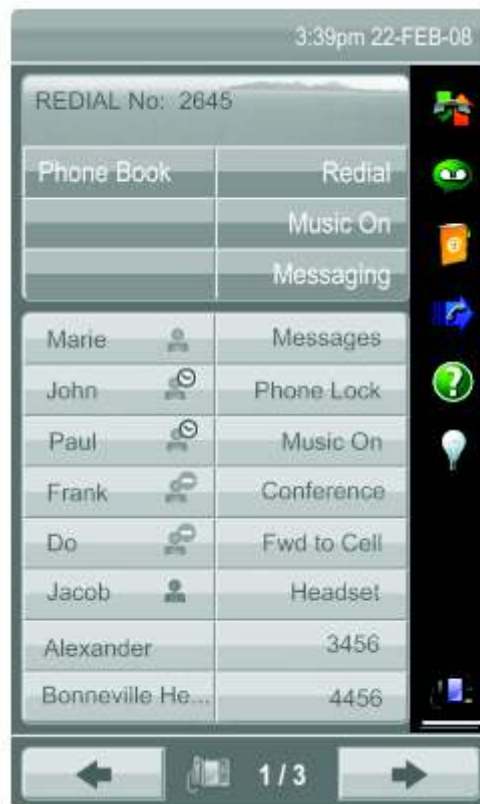 3:39pm 22-FEB-08
REDIAL No: 2645
Phone Book Redial
Music On
Messaging
Marie Messages
John Phone Lock
Paul Music On
Frank Conference
Do Fwd to Cell
Jacob Headset
Alexander 3456
Bonneville He... 4456
1 / 3